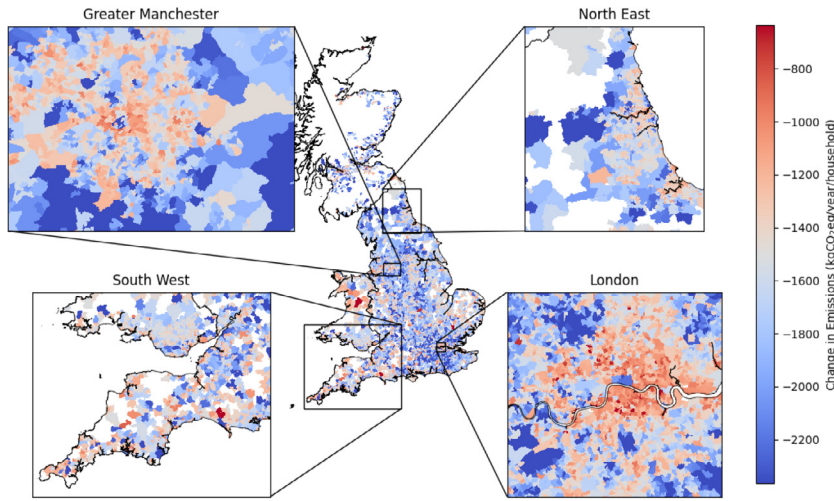 Greater Manchester
North East
South West
London
−800
−1000
−1200
−1400
−1600
−1800
−2000
−2200
Change in Emissions (kgCO₂eq/year/household)